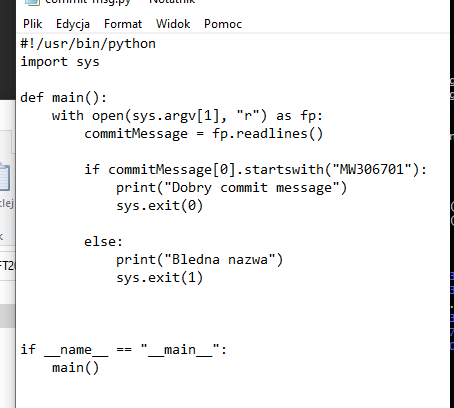 commit-msg.py — Notatnik
Plik Edycja Format Widok Pomoc
#!/usr/bin/python
import sys
def main():
    with open(sys.argv[1], "r") as fp:
        commitMessage = fp.readlines()
        if commitMessage[0].startswith("MW306701"):
            print("Dobry commit message")
            sys.exit(0)
        else:
            print("Bledna nazwa")
            sys.exit(1)
if __name__ == "__main__":
    main()